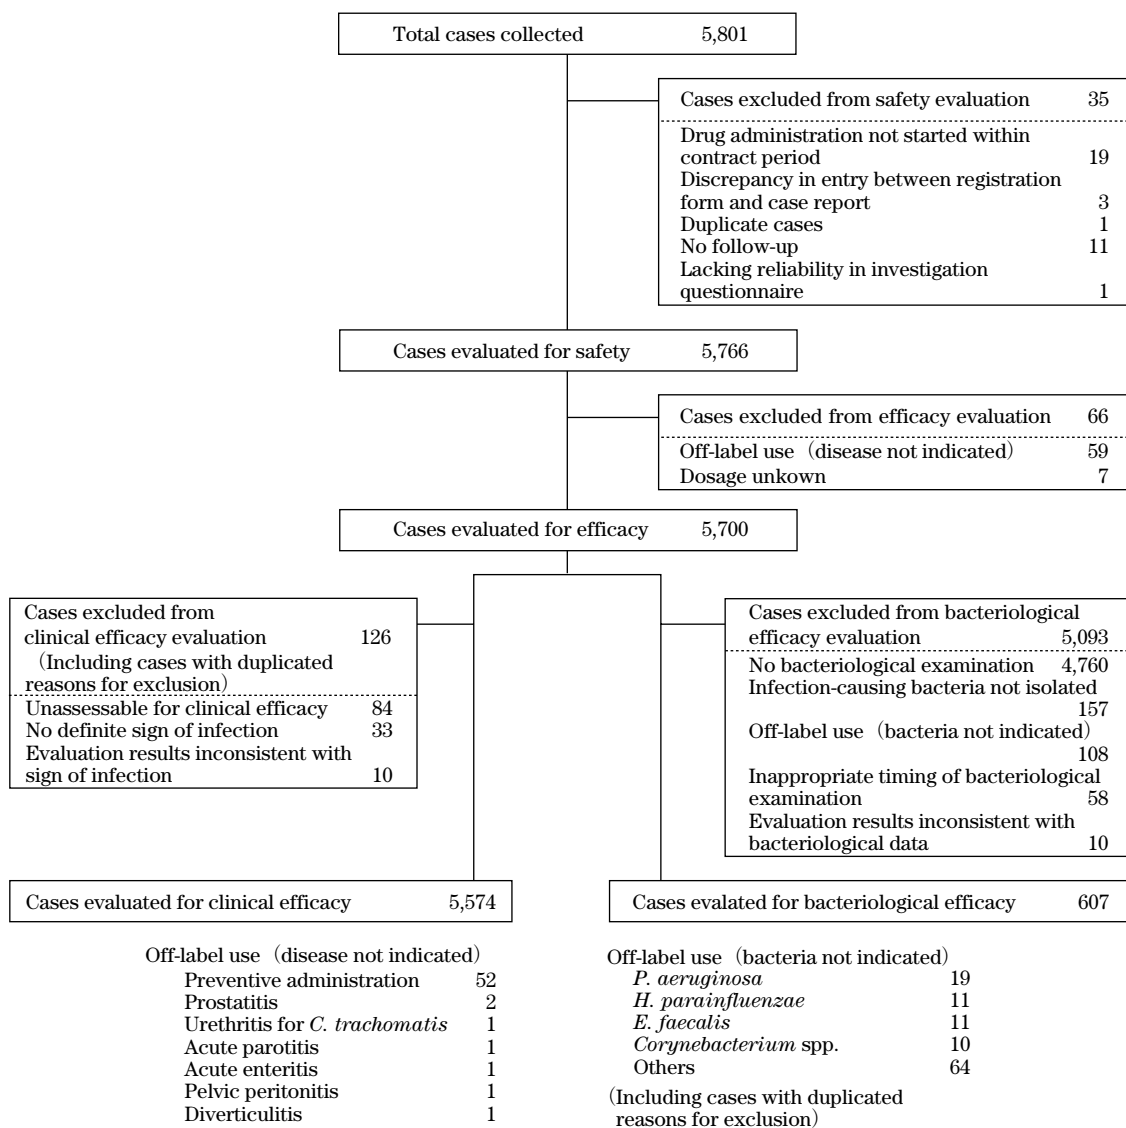 Total cases collected 5,801
Cases excluded from safety evaluation 35
Drug administration not started within
contract period 19
Discrepancy in entry between registration
form and case report 3
Duplicate cases 1
No follow-up 11
Lacking reliability in investigation
questionnaire 1
Cases evaluated for safety 5,766
Cases excluded from efficacy evaluation 66
Off-label use (disease not indicated) 59
Dosage unkown 7
Cases evaluated for efficacy 5,700
Cases excluded from
clinical efficacy evaluation 126
(Including cases with duplicated
reasons for exclusion)
Unassessable for clinical efficacy 84
No definite sign of infection 33
Evaluation results inconsistent with
sign of infection 10
Cases excluded from bacteriological
efficacy evaluation 5,093
No bacteriological examination 4,760
Infection-causing bacteria not isolated
157
Off-label use (bacteria not indicated)
108
Inappropriate timing of bacteriological
examination 58
Evaluation results inconsistent with
bacteriological data 10
Cases evaluated for clinical efficacy 5,574
Cases evalated for bacteriological efficacy 607
Off-label use (disease not indicated)
Preventive administration 52
Prostatitis 2
Urethritis for C. trachomatis 1
Acute parotitis 1
Acute enteritis 1
Pelvic peritonitis 1
Diverticulitis 1
Off-label use (bacteria not indicated)
P. aeruginosa 19
H. parainfluenzae 11
E. faecalis 11
Corynebacterium spp. 10
Others 64
(Including cases with duplicated
reasons for exclusion)